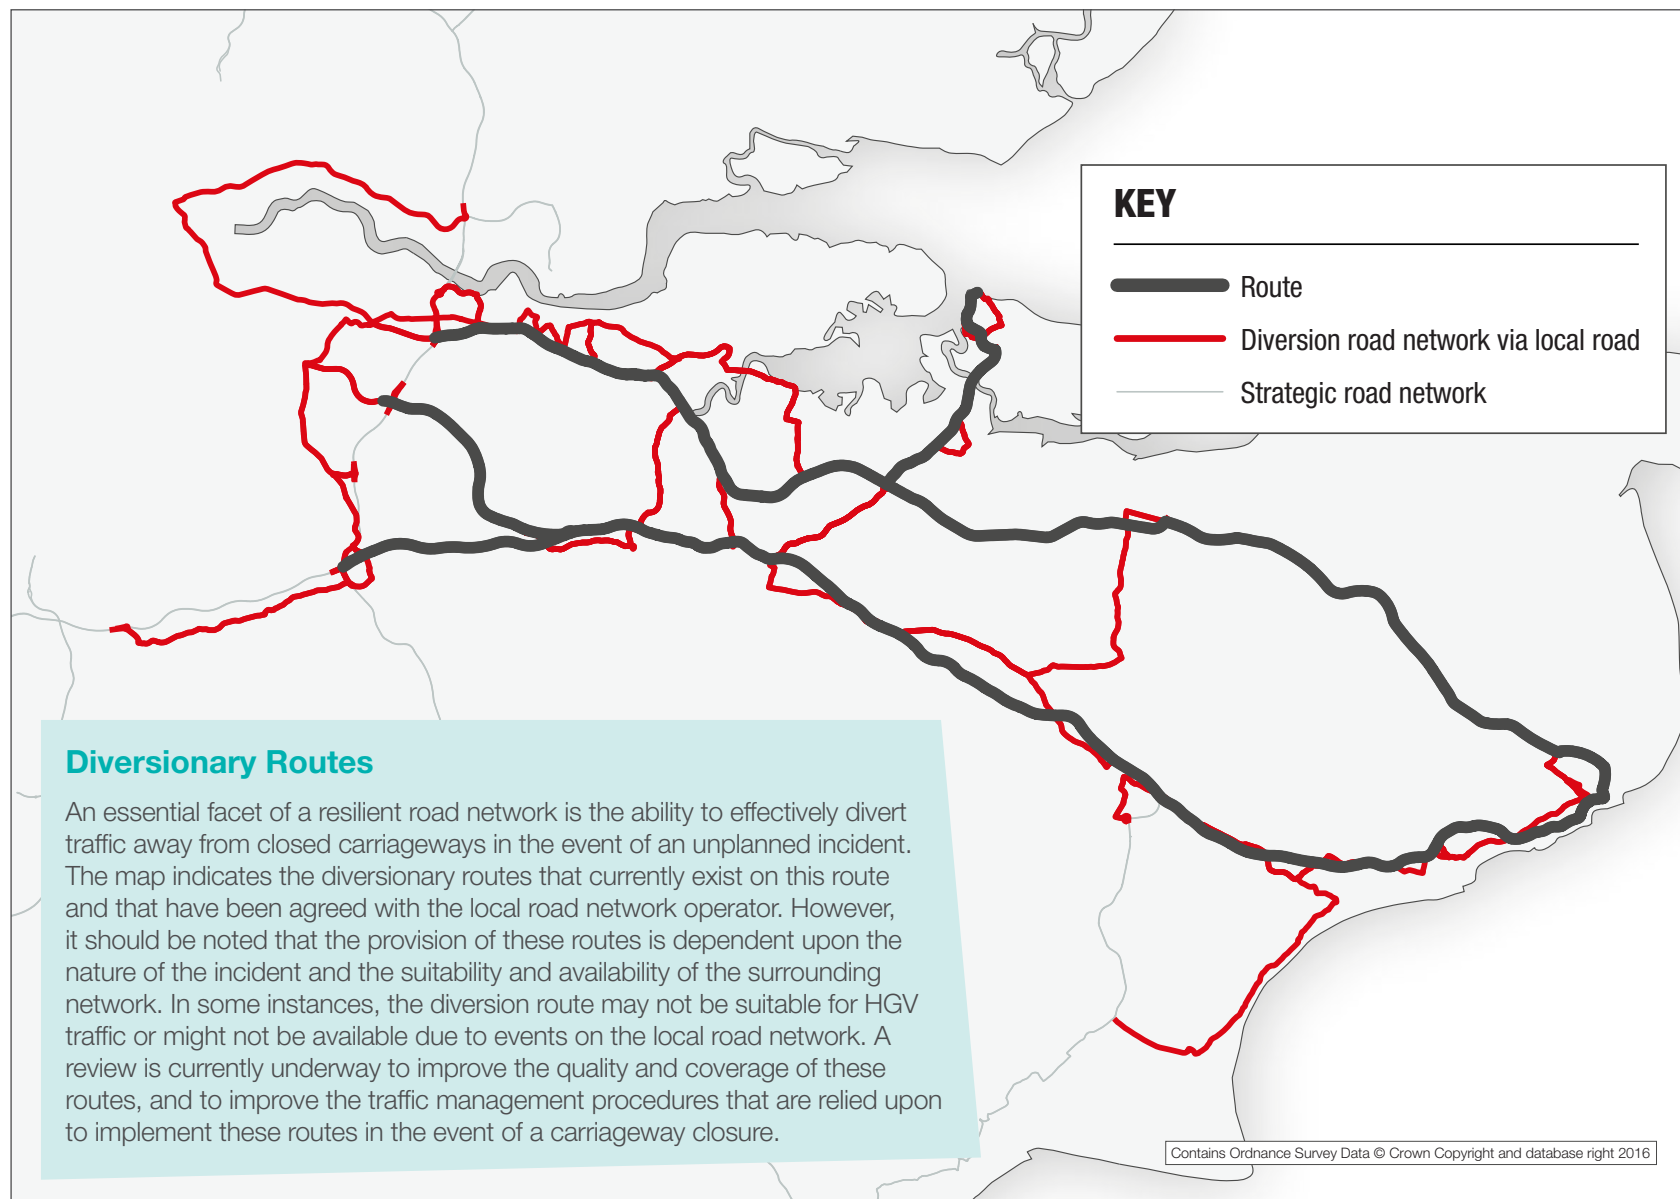 KEY
Route
Diversion road network via local road
Strategic road network
Diversionary Routes
An essential facet of a resilient road network is the ability to effectively divert
traffic away from closed carriageways in the event of an unplanned incident.
The map indicates the diversionary routes that currently exist on this route
and that have been agreed with the local road network operator. However,
it should be noted that the provision of these routes is dependent upon the
nature of the incident and the suitability and availability of the surrounding
network. In some instances, the diversion route may not be suitable for HGV
traffic or might not be available due to events on the local road network. A
review is currently underway to improve the quality and coverage of these
routes, and to improve the traffic management procedures that are relied upon
to implement these routes in the event of a carriageway closure.
Contains Ordnance Survey Data © Crown Copyright and database right 2016